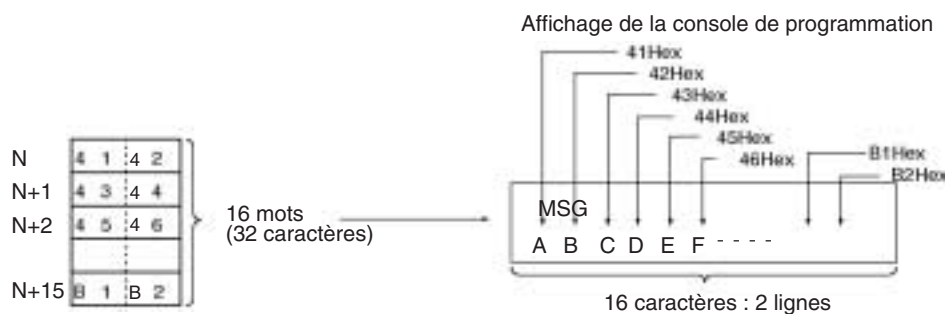 Affichage de la console de programmation
41Hex
42Hex
43Hex
44Hex
45Hex
46Hex
B1Hex
B2Hex
N 4 1 4 2
N+1 4 3 4 4
N+2 4 5 4 6
N+15 B 1 B 2
16 mots
(32 caractères)
MSG
A B C D E F - - - -
16 caractères : 2 lignes